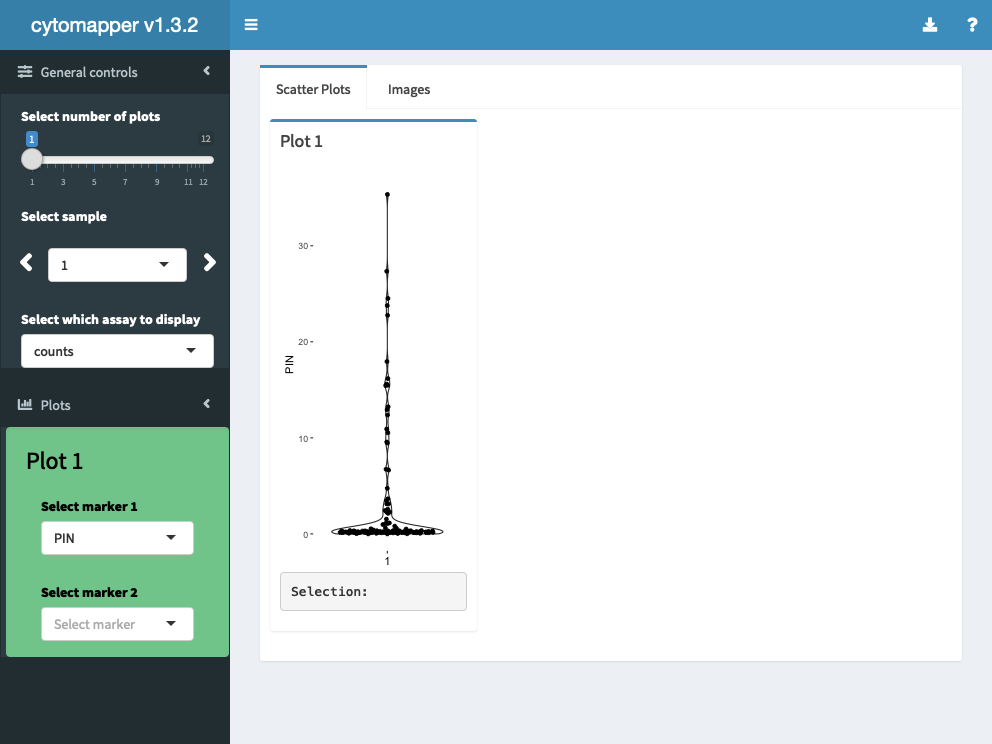 cytomapper v1.3.2
?
General controls
Select number of plots
1 12
1 3 5 7 9 11 12
Select sample
1
Select which assay to display
counts
Plots
Plot 1
Select marker 1
PIN
Select marker 2
Select marker
Scatter Plots Images
Plot 1
30
20
10
0
PIN
1
Selection: